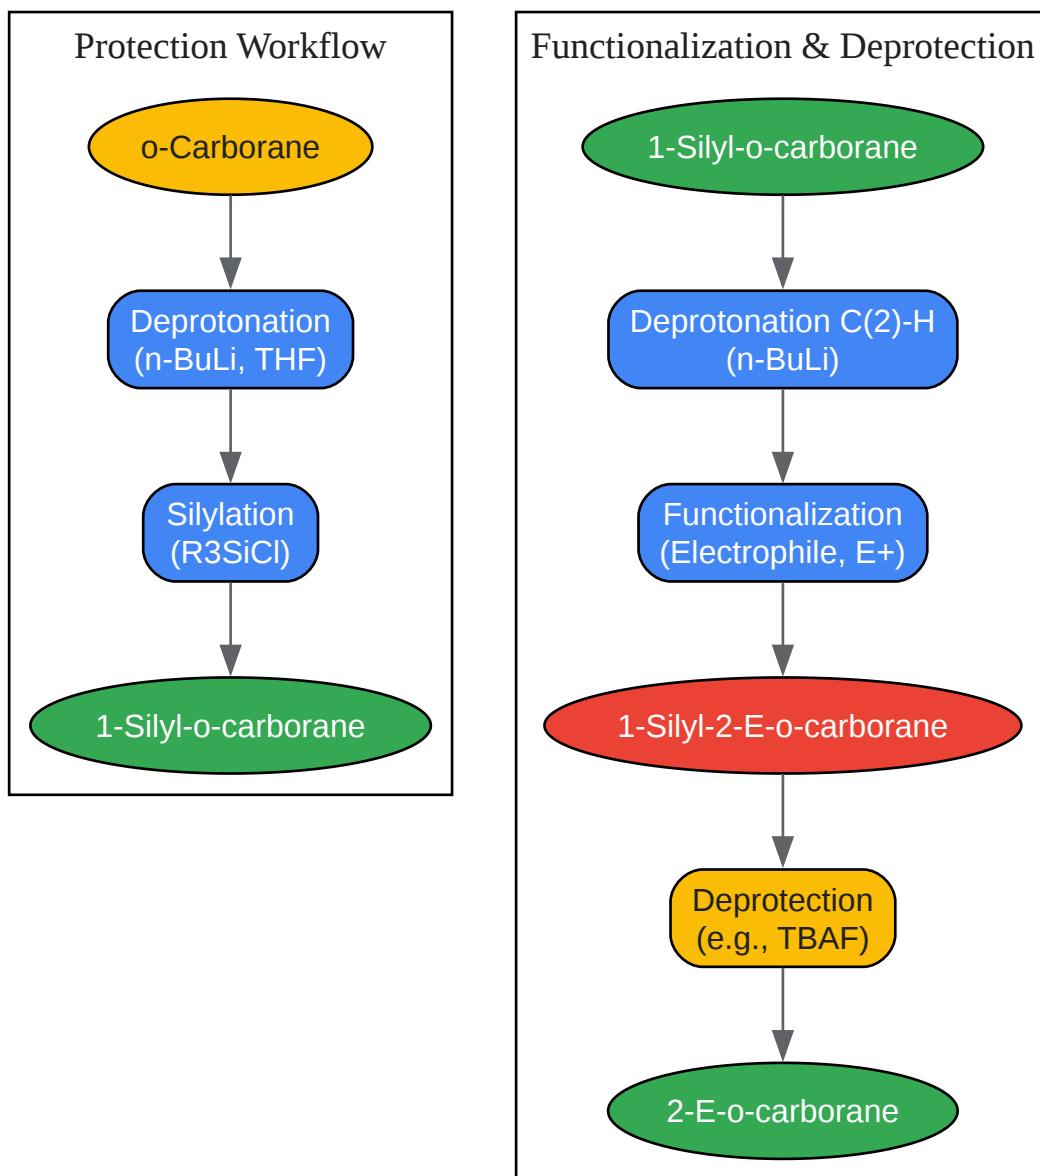 Protection Workflow
o-Carborane
Deprotonation
(n-BuLi, THF)
Silylation
(R3SiCl)
1-Silyl-o-carborane
Functionalization & Deprotection
1-Silyl-o-carborane
Deprotonation C(2)-H
(n-BuLi)
Functionalization
(Electrophile, E+)
1-Silyl-2-E-o-carborane
Deprotection
(e.g., TBAF)
2-E-o-carborane